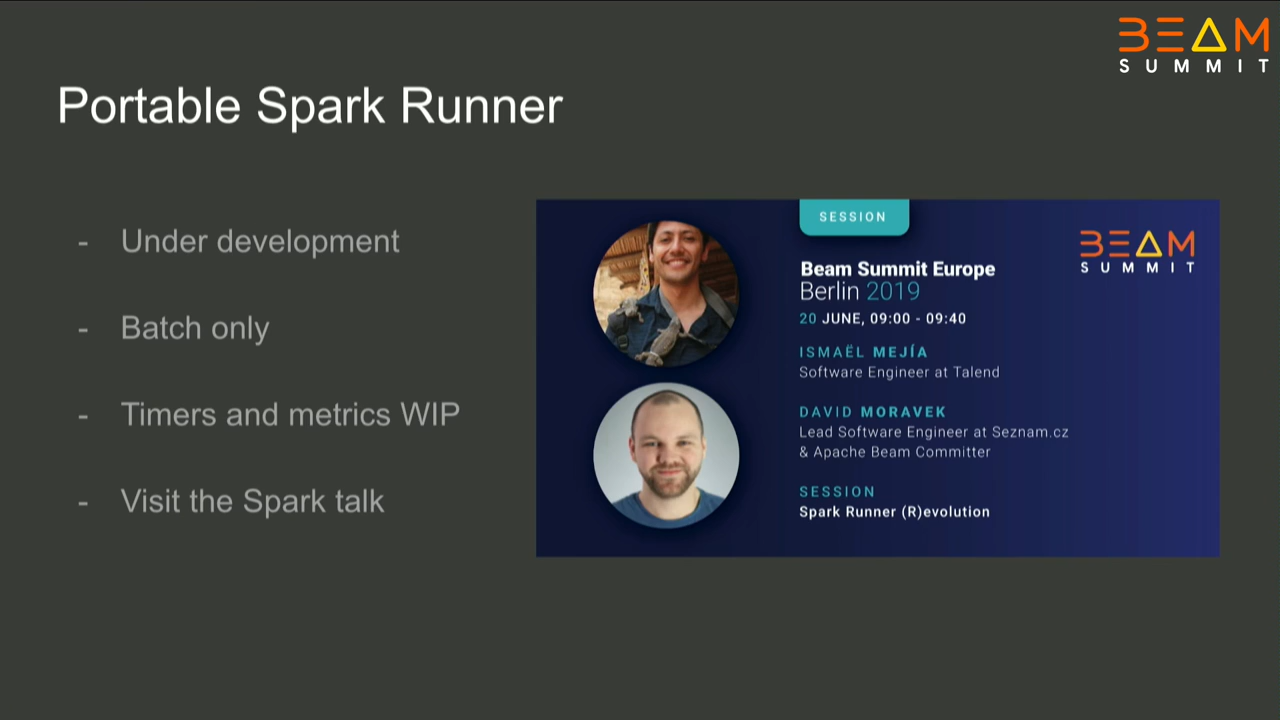 BEAM
SUMMIT
Portable Spark Runner
- Under development
- Batch only
- Timers and metrics WIP
- Visit the Spark talk
SESSION
BEAM
SUMMIT
Beam Summit Europe
Berlin 2019
20 JUNE, 09:00 - 09:40
ISMAËL MEJÍA
Software Engineer at Talend
DAVID MORAVEK
Lead Software Engineer at Seznam.cz
& Apache Beam Committer
SESSION
Spark Runner (R)evolution